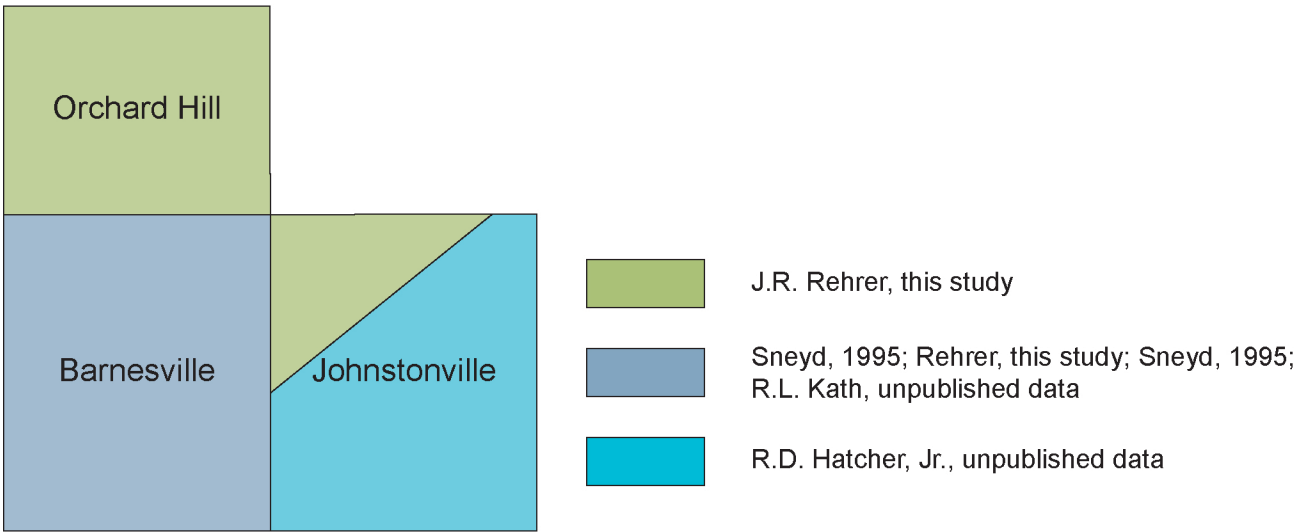 Orchard Hill
Barnesville
Johnstonville
J.R. Rehrer, this study
Sneyd, 1995; Rehrer, this study; Sneyd, 1995;
R.L. Kath, unpublished data
R.D. Hatcher, Jr., unpublished data